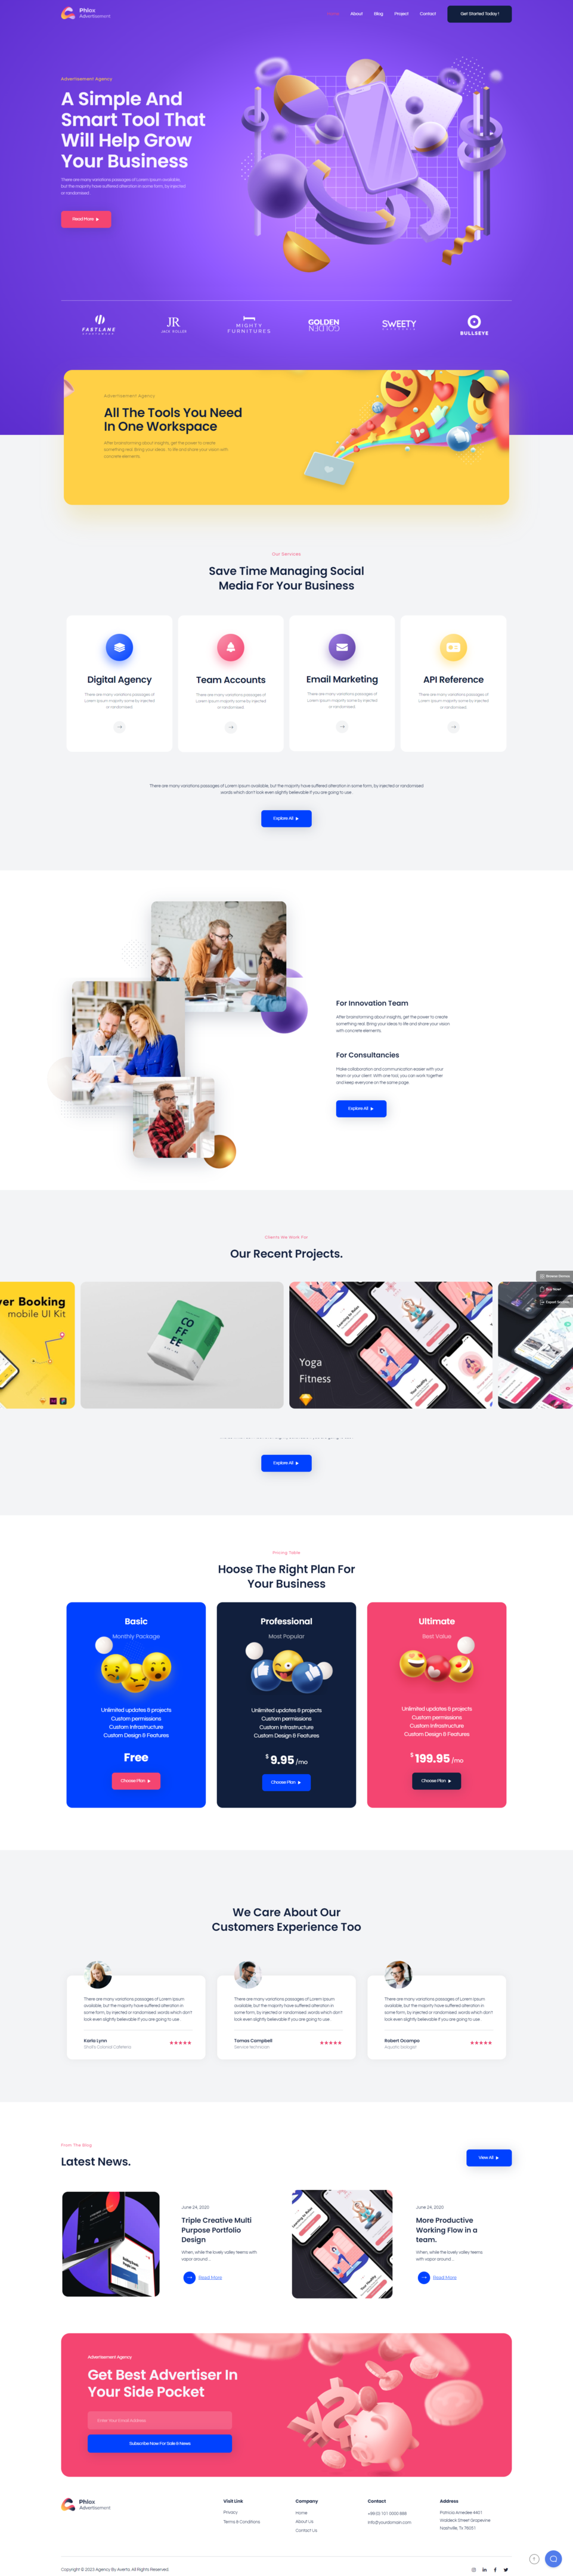 Phlox
Advertisement
Home
About
Blog
Project
Contact
Get Started Today!
Advertisement Agency
A Simple And
Smart Tool That
Will Help Grow
Your Business
There are many variations passages of Lorem Ipsum available,
but the majority have suffered alteration in some form, by injected
or randomised.
Read More
FASTLANE
JR
JACK RIGLER
MIGHTY
FURNITURES
GOLDEN
GOLDEN
SWEETY
BULLSEYE
Advertisement Agency
All The Tools You Need
In One Workspace
After brainstorming about insights, get the power to create
something real. Bring your ideas to life and share your vision with
concrete elements.
Our Services
Save Time Managing Social
Media For Your Business
Digital Agency
There are many variations passages of
Lorem Ipsum majority some by injected
or randomised.
Team Accounts
There are many variations passages of
Lorem Ipsum majority some by injected
or randomised.
Email Marketing
There are many variations passages of
Lorem Ipsum majority some by injected
or randomised.
API Reference
There are many variations passages of
Lorem Ipsum majority some by injected
or randomised.
There are many variations passages of Lorem Ipsum available, but the majority have suffered alteration in some form, by injected or randomised
words which don't look even slightly believable if you are going to use .
Explore All
For Innovation Team
After brainstorming about insights, get the power to create
something real. Bring your ideas to life and share your vision
with concrete elements.
For Consultancies
Make collaboration and communication easier with your
team or your client. With one tool, you can work together
and keep everyone on the same page.
Explore All
Clients We Work For
Our Recent Projects.
ver Booking
mobile UI Kit
CO
FF
EE
Yoga
Fitness
Browse Demos
Buy Now!
Expert Services
Explore All
Pricing Table
Hoose The Right Plan For
Your Business
Basic
Monthly Package
Unlimited updates & projects
Custom permissions
Custom Infrastructure
Custom Design & Features
Free
Choose Plan
Professional
Most Popular
Unlimited updates & projects
Custom permissions
Custom Infrastructure
Custom Design & Features
$ 9.95 /mo
Choose Plan
Ultimate
Best Value
Unlimited updates & projects
Custom permissions
Custom Infrastructure
Custom Design & Features
$ 199.95 /mo
Choose Plan
We Care About Our
Customers Experience Too
There are many variations passages of Lorem Ipsum
available, but the majority have suffered alteration in
some form, by injected or randomised words which don't
look even slightly believable if you are going to use.
Karla Lynn
Sholl's Colonial Cafeteria
There are many variations passages of Lorem Ipsum
available, but the majority have suffered alteration in
some form, by injected or randomised words which don't
look even slightly believable if you are going to use.
Tomas Campbell
Service technician
There are many variations passages of Lorem Ipsum
available, but the majority have suffered alteration in
some form, by injected or randomised words which don't
look even slightly believable if you are going to use.
Robert Ocampo
Aquatic biologist
From The Blog
Latest News.
View All
June 24, 2020
Triple Creative Multi
Purpose Portfolio
Design
When, while the lovely valley teems with
vapor around ...
Read More
June 24, 2020
More Productive
Working Flow in a
team.
When, while the lovely valley teems
with vapor around ...
Read More
Advertisement Agency
Get Best Advertiser In
Your Side Pocket
Enter Your Email Address
Subscribe Now For Sale & News
Phlox
Advertisement
Visit Link
Privacy
Terms & Conditions
Company
Home
About Us
Contact Us
Contact
Info@yourdomain.com
Address
Patricia Amedee 4401
Waldeck Street Grapevine
Nashville, Tx 76051
Copyright © 2023 Agency By Averta. All Rights Reserved.